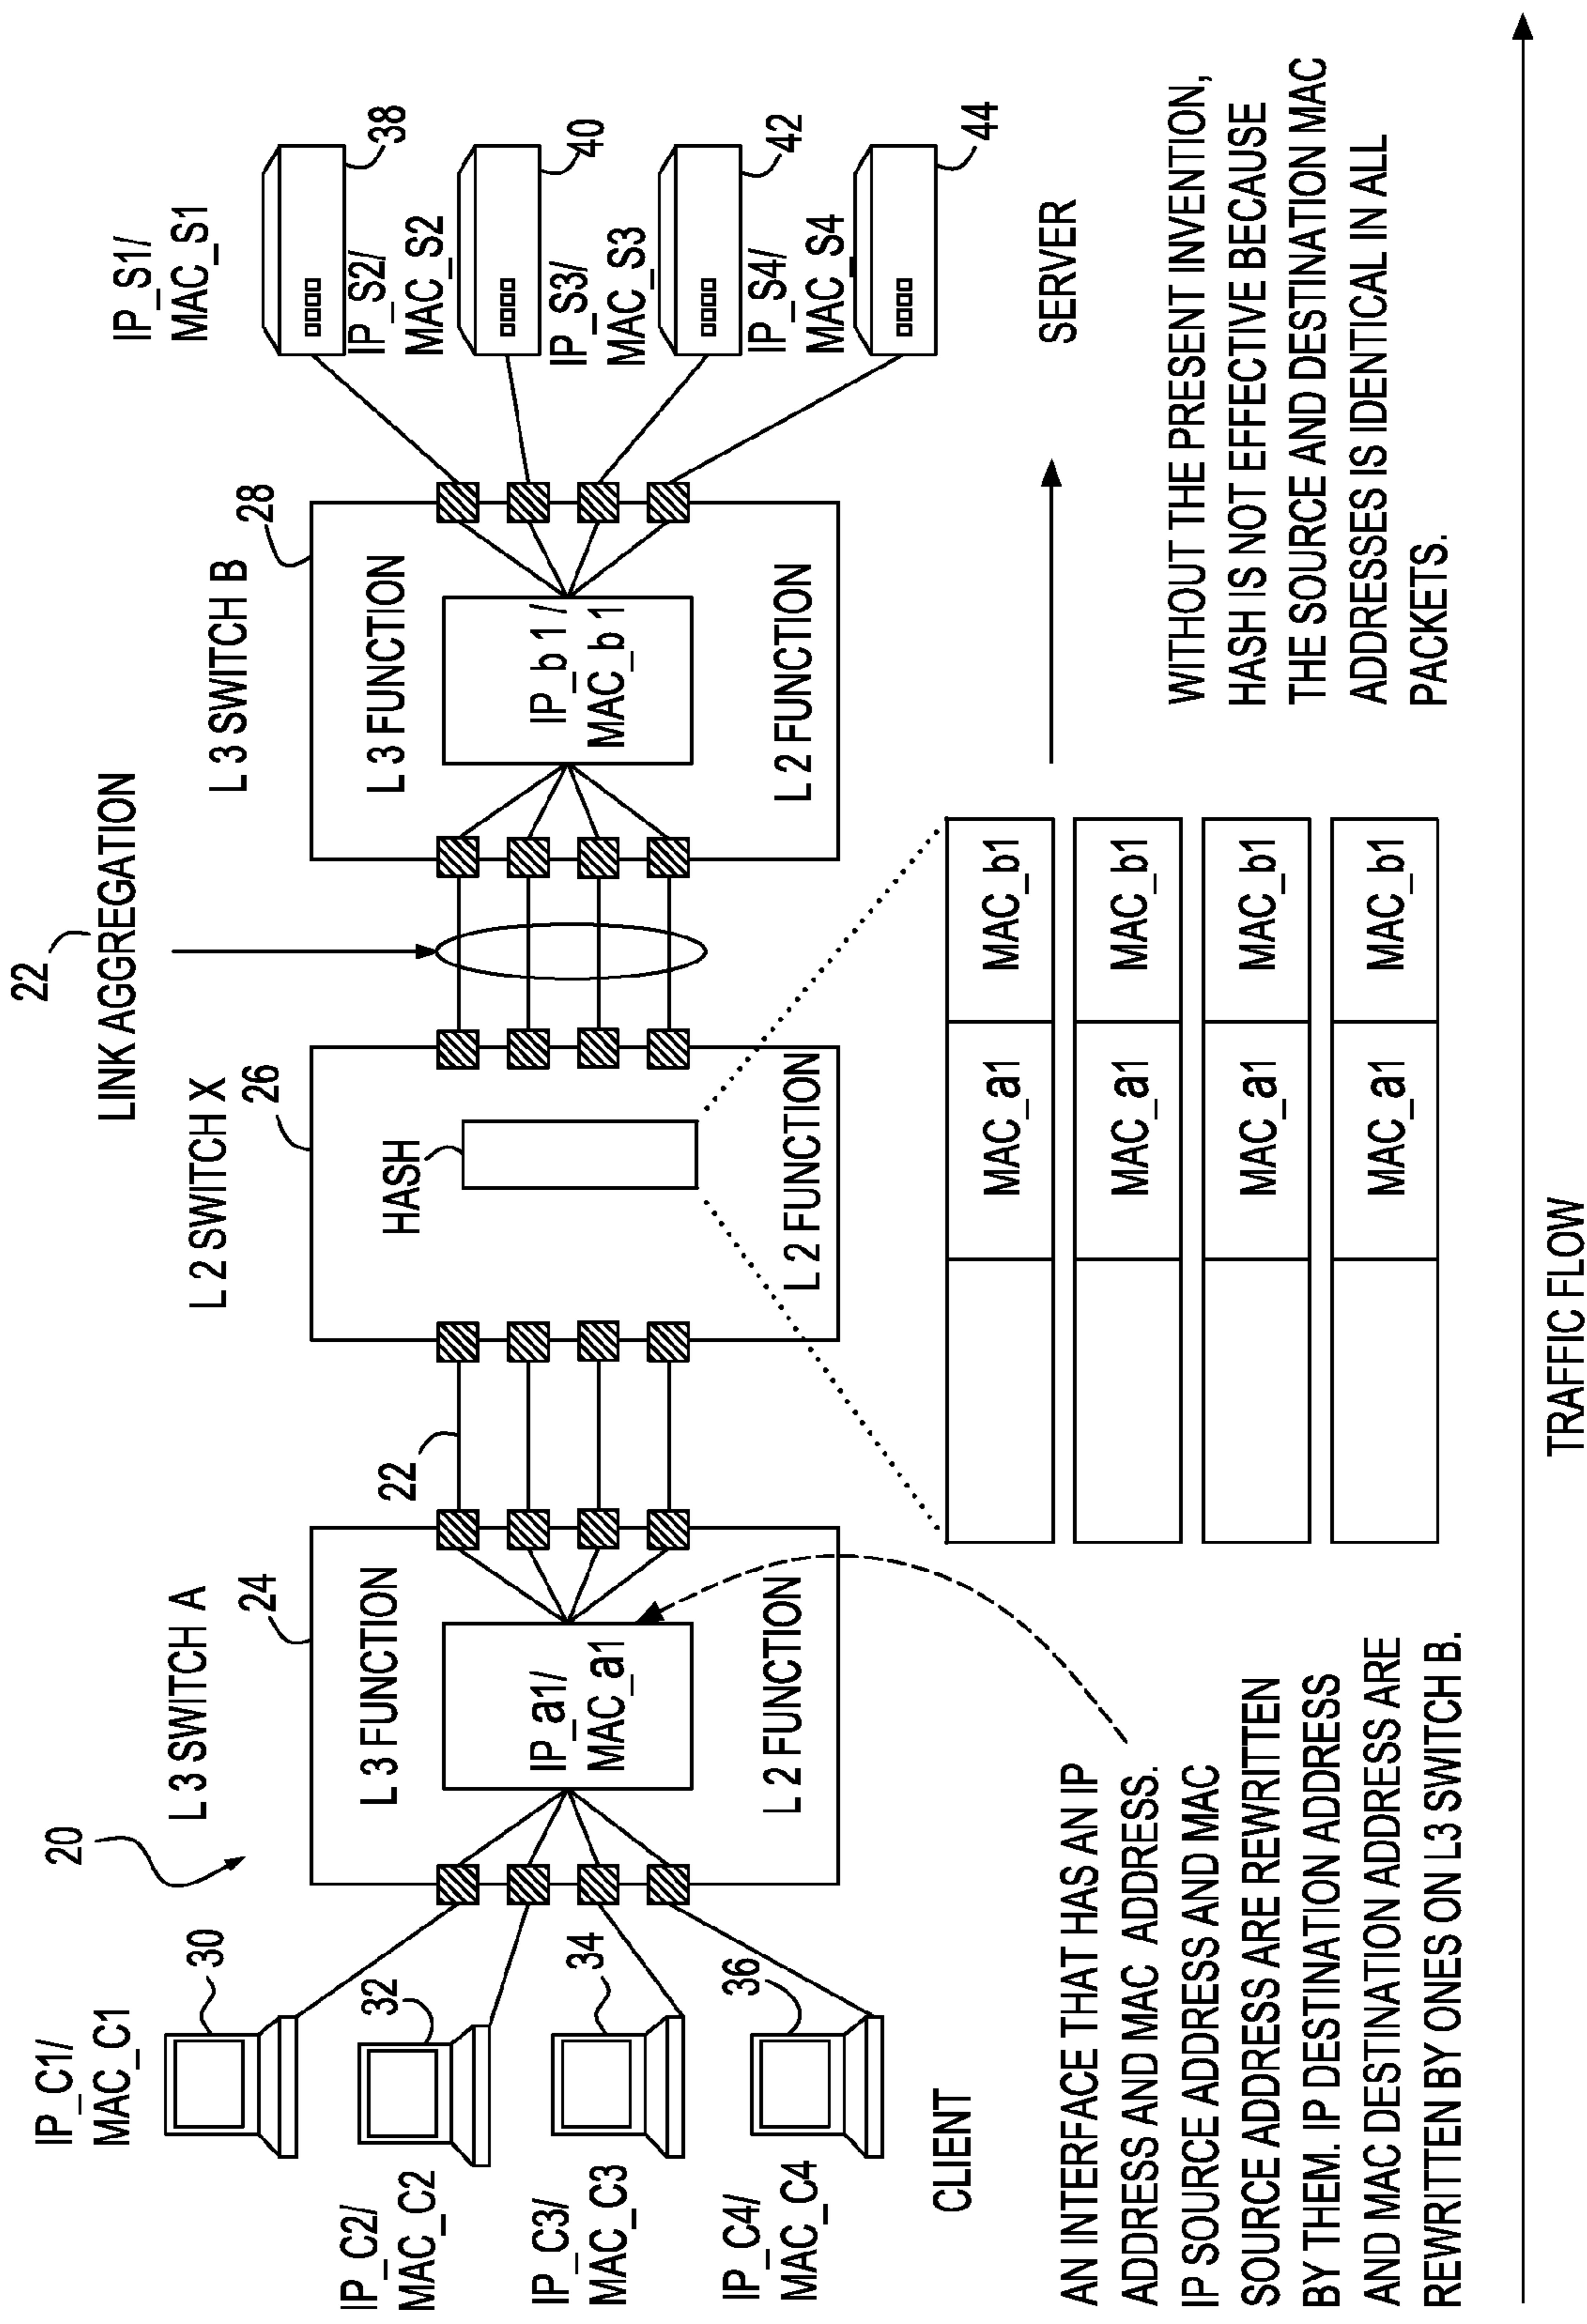 22
LINK AGGREGATION
20
L 3 SWITCH A
24
L 2 SWITCH X
26
L 3 SWITCH B
28
IP_C1/
MAC_C1
30
IP_C2/
MAC_C2
32
IP_C3/
MAC_C3
34
IP_C4/
MAC_C4
36
CLIENT
L 3 FUNCTION
IP_a1/
MAC_a1
L 2 FUNCTION
22
HASH
L 2 FUNCTION
L 3 FUNCTION
IP_b1/
MAC_b1
L 2 FUNCTION
IP_S1/
MAC_S1
38
IP_S2/
MAC_S2
40
IP_S3/
MAC_S3
42
IP_S4/
MAC_S4
44
SERVER
AN INTERFACE THAT HAS AN IP
ADDRESS AND MAC ADDRESS.
IP SOURCE ADDRESS AND MAC
SOURCE ADDRESS ARE REWRITTEN
BY THEM. IP DESTINATION ADDRESS
AND MAC DESTINATION ADDRESS ARE
REWRITTEN BY ONES ON L3 SWITCH B.
MAC_a1 MAC_b1
MAC_a1 MAC_b1
MAC_a1 MAC_b1
MAC_a1 MAC_b1
WITHOUT THE PRESENT INVENTION,
HASH IS NOT EFFECTIVE BECAUSE
THE SOURCE AND DESTINATION MAC
ADDRESSES IS IDENTICAL IN ALL
PACKETS.
TRAFFIC FLOW